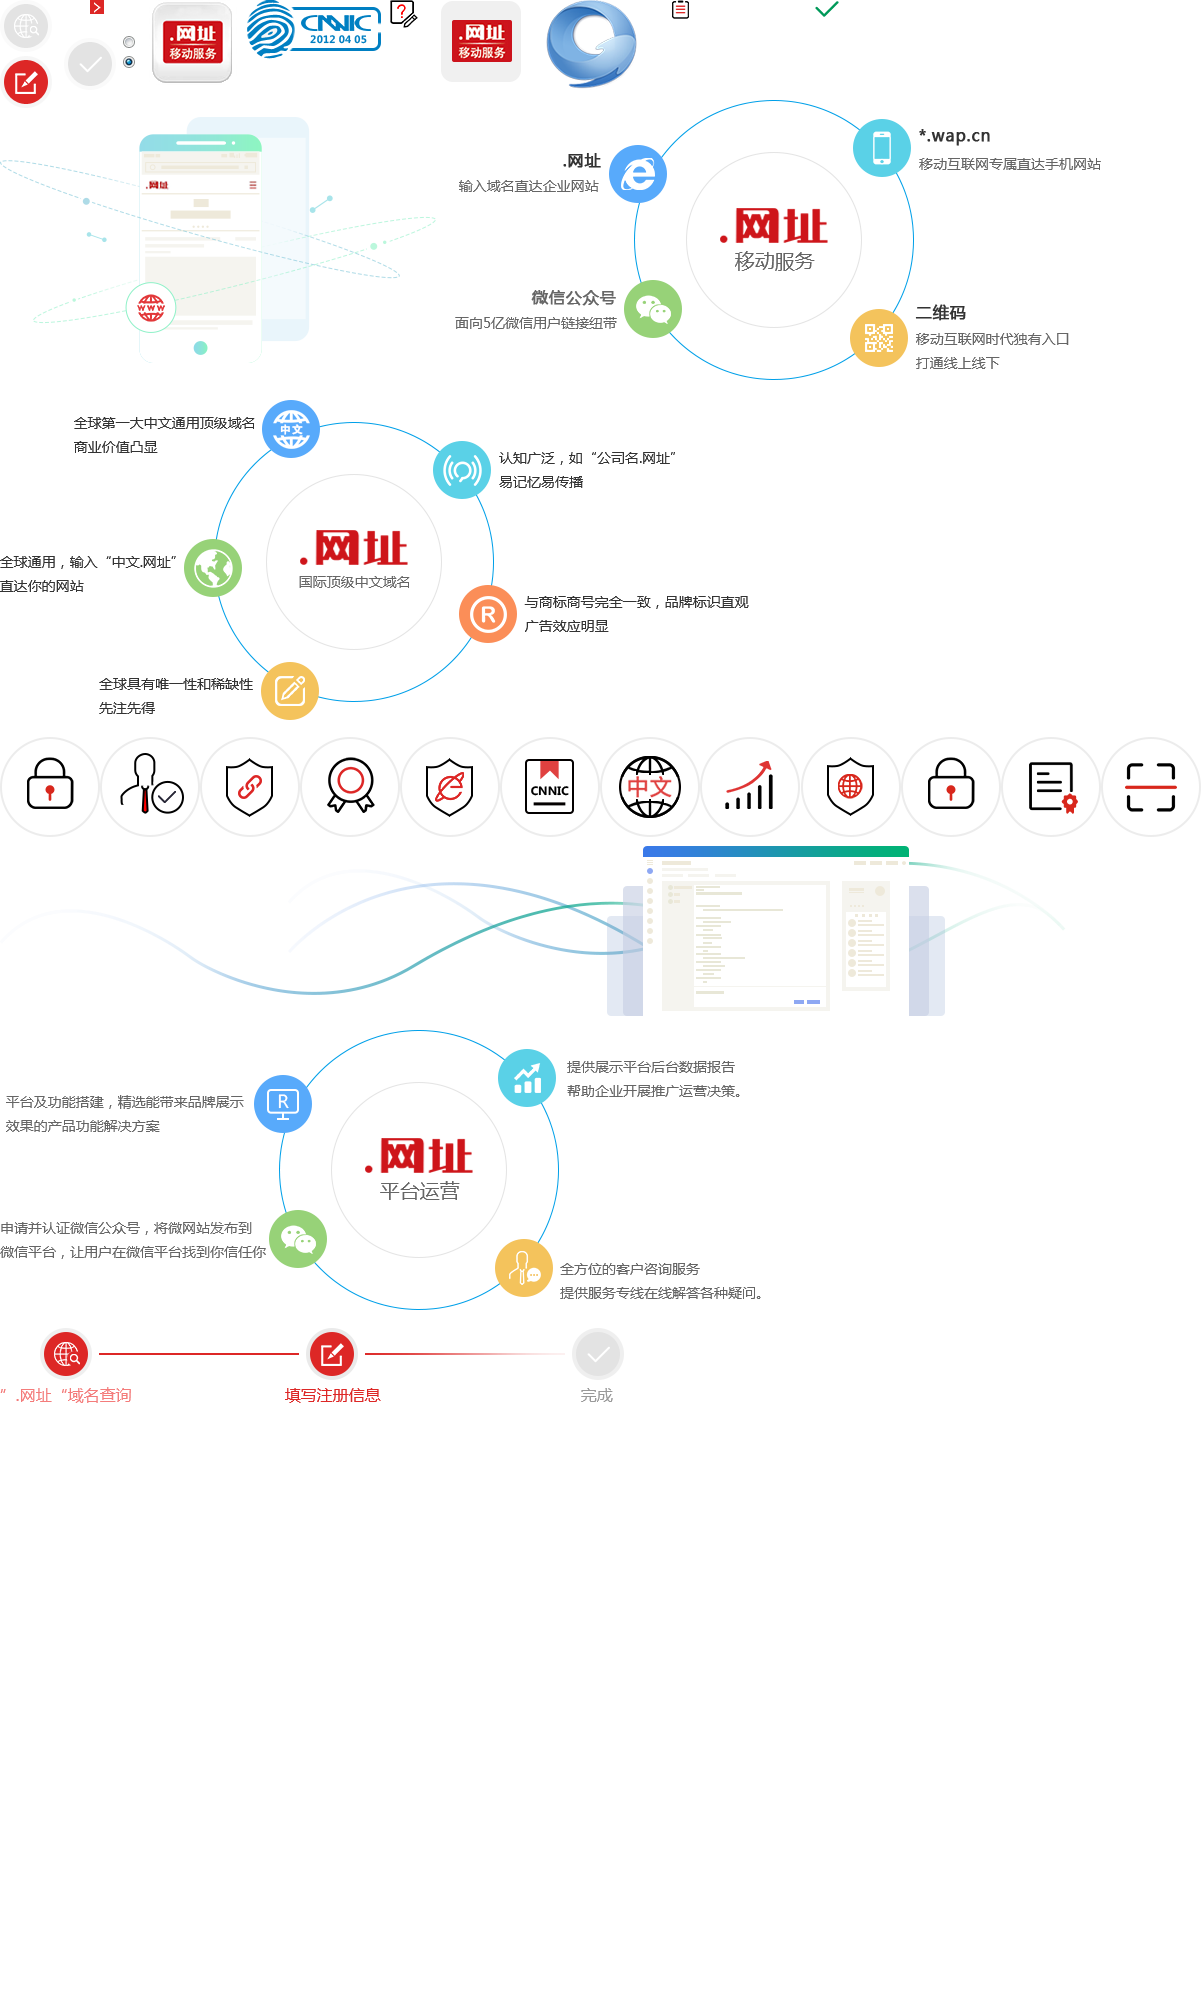 .网址
移动服务
CNNIC
2012 04 05
?
.网址
移动服务
.网址
WWW
.网址
输入域名直达企业网站
*.wap.cn
移动互联网专属直达手机网站
.网址
移动服务
微信公众号
面向5亿微信用户链接纽带
二维码
移动互联网时代独有入口
打通线上线下
全球第一大中文通用顶级域名
商业价值凸显
中文
认知广泛，如“公司名.网址”
易记忆易传播
.网址
国际顶级中文域名
全球通用，输入“中文.网址”
直达你的网站
与商标商号完全一致，品牌标识直观
广告效应明显
R
全球具有唯一性和稀缺性
先注先得
CNNIC
中文
提供展示平台后台数据报告
帮助企业开展推广运营决策。
平台及功能搭建，精选能带来品牌展示
效果的产品功能解决方案
R
.网址
平台运营
申请并认证微信公众号，将微网站发布到
微信平台，让用户在微信平台找到你信任你
全方位的客户咨询服务
提供服务专线在线解答各种疑问。
”.网址“域名查询
填写注册信息
完成